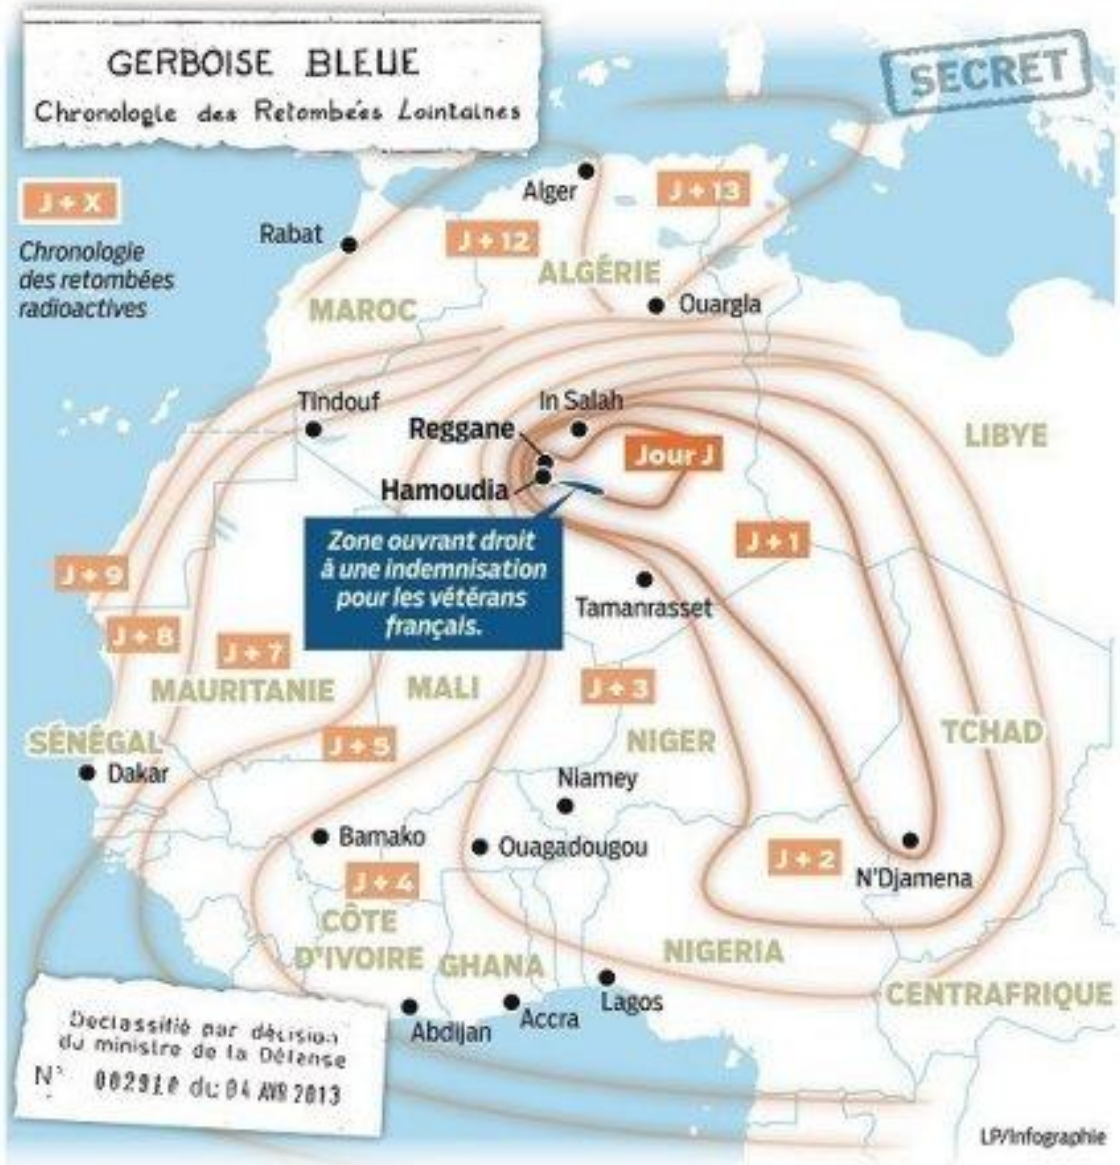 GERBOISE BLEUE
Chronologie des Retombées Lointaines
SECRET
J + X
Chronologie
des retombées
radioactives
Alger
J + 13
Rabat
J + 12
ALGÉRIE
MAROC
Ouargla
Tindouf
In Salah
Reggane
LIBYE
Jour J
Hamoudia
Zone ouvrant droit
à une indemnisation
pour les vétérans
français.
J + 1
J + 9
Tamanrasset
J + 8
J + 7
MAURITANIE
MALI
J + 3
SÉNÉGAL
J + 5
NIGER
TCHAD
Dakar
Niamey
Bamako
Ouagadougou
J + 2
N'Djamena
J + 4
CÔTE
D'IVOIRE
GHANA
NIGERIA
Lagos
CENTRAFRIQUE
Abdijan
Accra
Declassifié par décision
du ministre de la Défense
N° 002910 du 04 AVR 2013
LP/Infographie